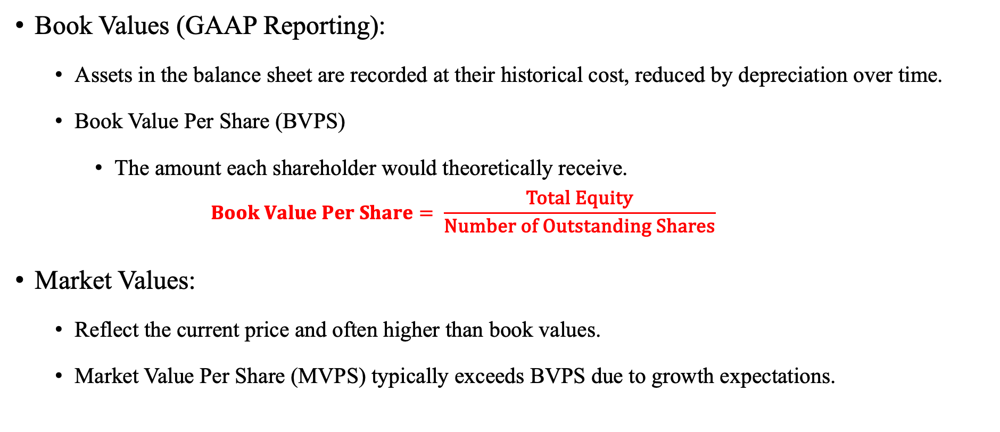 • Book Values (GAAP Reporting):
• Assets in the balance sheet are recorded at their historical cost, reduced by depreciation over time.
• Book Value Per Share (BVPS)
• The amount each shareholder would theoretically receive.
Book Value Per Share = Total Equity / Number of Outstanding Shares
• Market Values:
• Reflect the current price and often higher than book values.
• Market Value Per Share (MVPS) typically exceeds BVPS due to growth expectations.